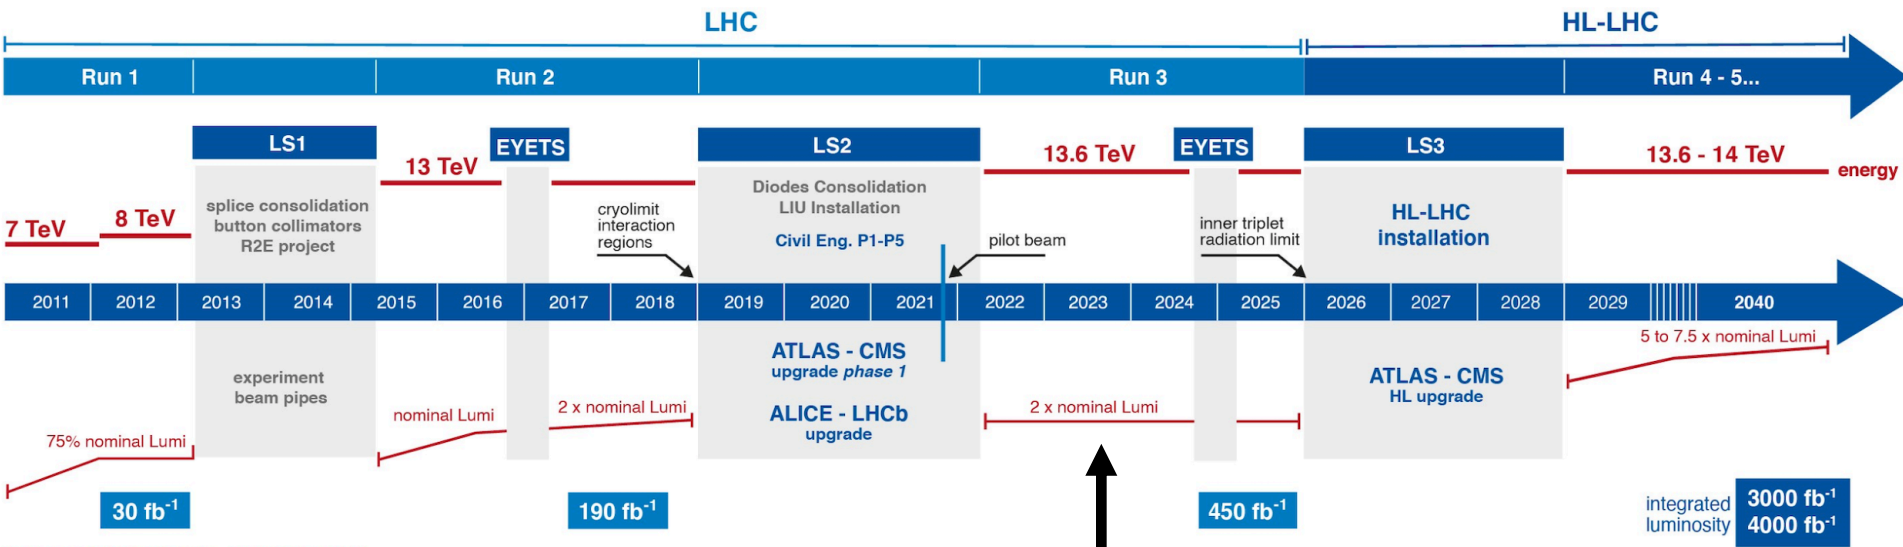 LHC
HL-LHC
Run 1
Run 2
Run 3
Run 4 - 5...
LS1
EYETS
LS2
EYETS
LS3
13 TeV
13.6 TeV
13.6 - 14 TeV
energy
7 TeV
8 TeV
splice consolidation
button collimators
R2E project
cryolimit
interaction
regions
Diodes Consolidation
LIU Installation
Civil Eng. P1-P5
pilot beam
inner triplet
radiation limit
HL-LHC
installation
2011
2012
2013
2014
2015
2016
2017
2018
2019
2020
2021
2022
2023
2024
2025
2026
2027
2028
2029
2040
5 to 7.5 x nominal Lumi
experiment
beam pipes
ATLAS - CMS
upgrade phase 1
ALICE - LHCb
upgrade
ATLAS - CMS
HL upgrade
75% nominal Lumi
nominal Lumi
2 x nominal Lumi
2 x nominal Lumi
30 fb-1
190 fb-1
450 fb-1
integrated
luminosity
3000 fb-1
4000 fb-1